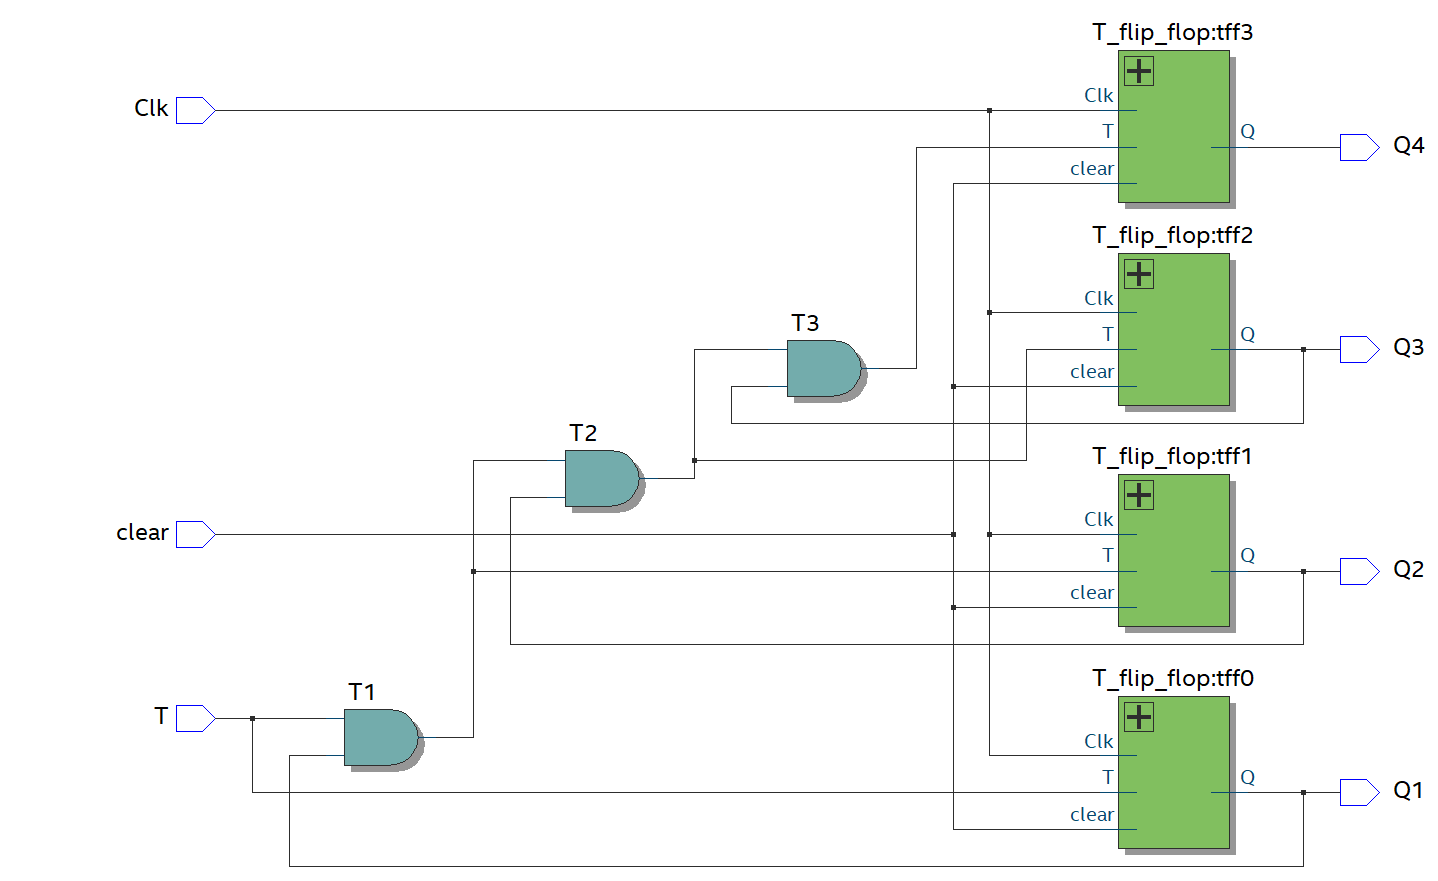 T_flip_flop:tff3
Clk
Clk
T
Q
Q4
clear
T_flip_flop:tff2
Clk
T3
T
Q
Q3
clear
T2
T_flip_flop:tff1
Clk
clear
T
Q
Q2
clear
T_flip_flop:tff0
T1
T
Clk
T
Q
Q1
clear